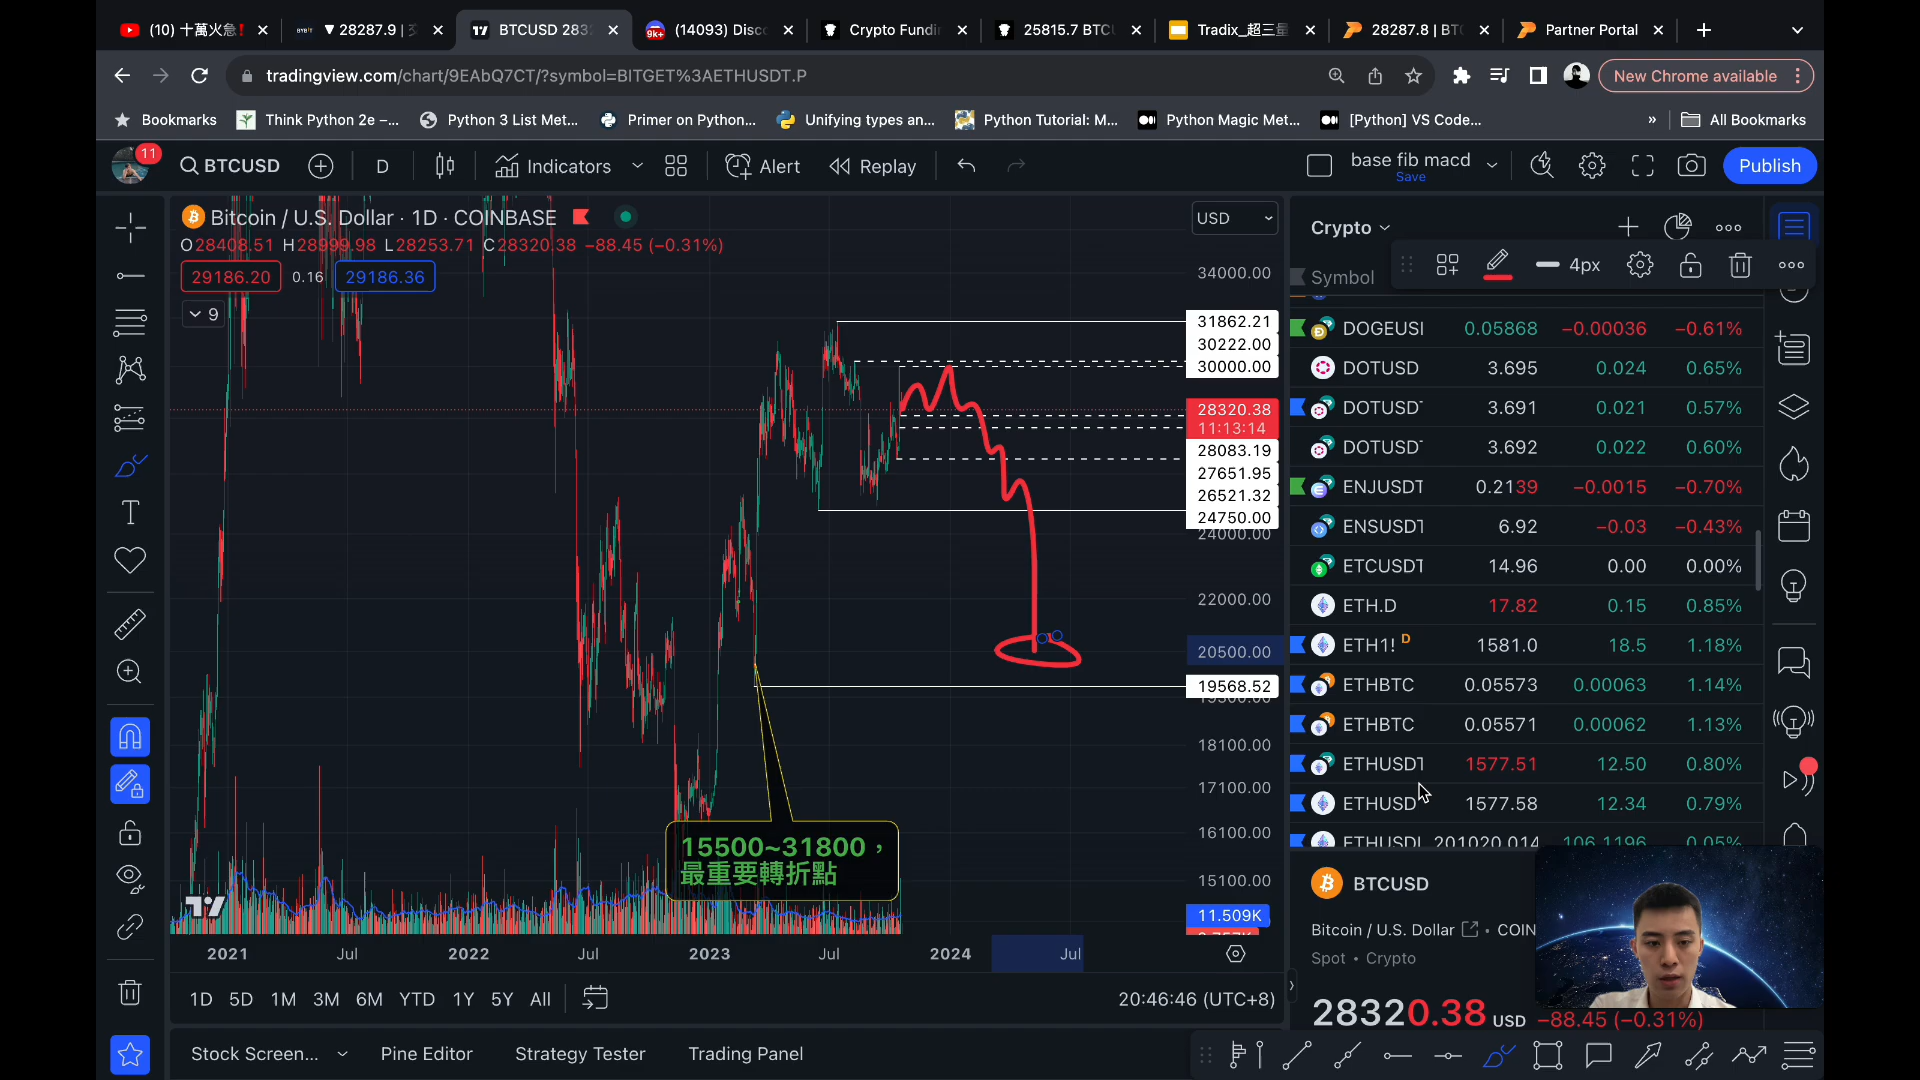 (10) 十萬火急!
▼ 28287.9 | 交
BTCUSD 2832
(14093) Disc
Crypto Fundi
25815.7 BTC
Tradix_超三量
28287.8 | BT
Partner Portal
tradingview.com/chart/9EAbQ7CT/?symbol=BITGET%3AETHUSDT.P
New Chrome available
Bookmarks
Think Python 2e –...
Python 3 List Met...
Primer on Python...
Unifying types an...
Python Tutorial: M...
Python Magic Met...
[Python] VS Code...
»
All Bookmarks
11
BTCUSD
D
Indicators
Alert
Replay
base fib macd
Save
Publish
Bitcoin / U.S. Dollar · 1D · COINBASE
O28408.51 H28999.98 L28253.71 C28320.38 −88.45 (−0.31%)
29186.20 0.16 29186.36
9
USD
34000.00
31862.21
30222.00
30000.00
28320.38
11:13:14
28083.19
27651.95
26521.32
24750.00
24000.00
22000.00
20500.00
19568.52
18100.00
17100.00
16100.00
15100.00
11.509K
15500~31800，
最重要轉折點
2021 Jul 2022 Jul 2023 Jul 2024 Jul
1D 5D 1M 3M 6M YTD 1Y 5Y All
20:46:46 (UTC+8)
Stock Screen... Pine Editor Strategy Tester Trading Panel
Crypto
4px
Symbol
DOGEUSI 0.05868 −0.00036 −0.61%
DOTUSD 3.695 0.024 0.65%
DOTUSD 3.691 0.021 0.57%
DOTUSD 3.692 0.022 0.60%
ENJUSDT 0.2139 −0.0015 −0.70%
ENSUSDT 6.92 −0.03 −0.43%
ETCUSDT 14.96 0.00 0.00%
ETH.D 17.82 0.15 0.85%
ETH1! D 1581.0 18.5 1.18%
ETHBTC 0.05573 0.00063 1.14%
ETHBTC 0.05571 0.00062 1.13%
ETHUSDT 1577.51 12.50 0.80%
ETHUSD 1577.58 12.34 0.79%
ETHUSDI 201020.014 106.1196 0.05%
BTCUSD
Bitcoin / U.S. Dollar • COIN
Spot • Crypto
28320.38 USD −88.45 (−0.31%)